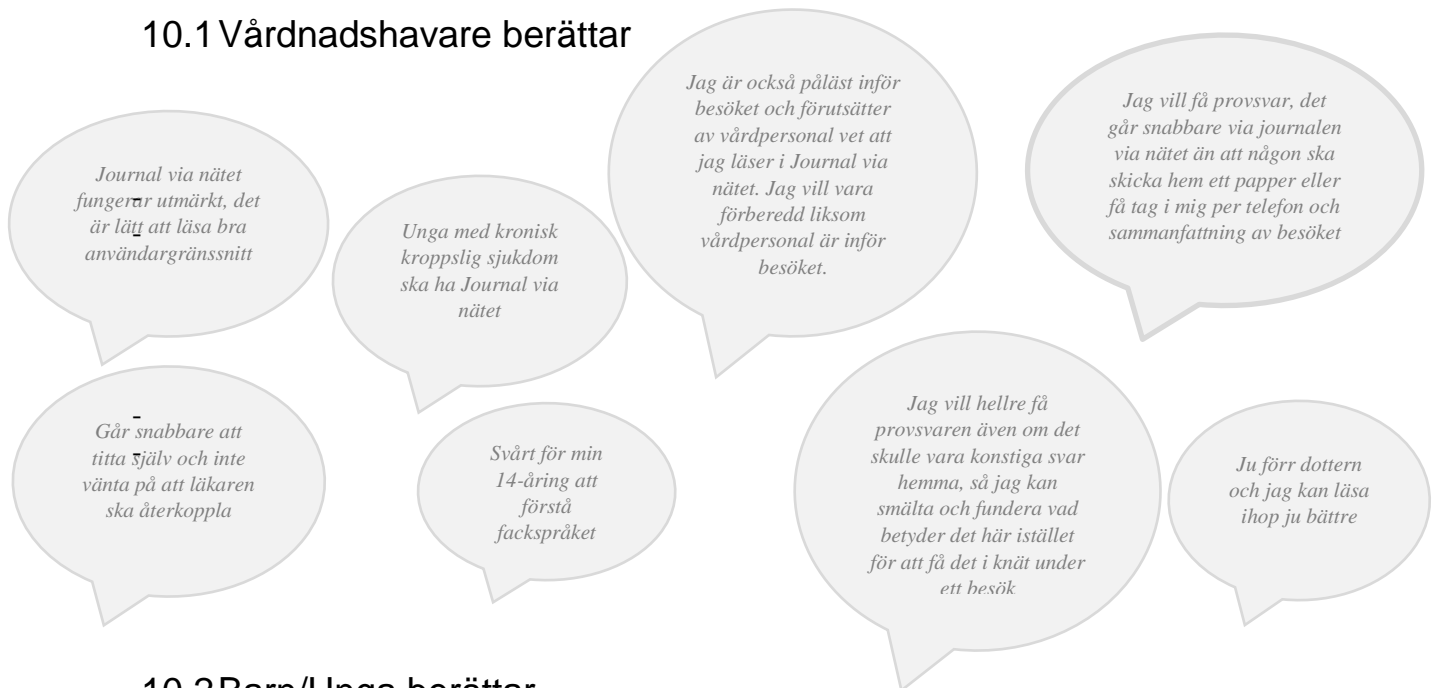 10.1 Vårdnadshavare berättar
Journal via nätet
fungerar utmärkt, det
är lätt att läsa bra
användargränssnitt
Unga med kronisk
kroppslig sjukdom
ska ha Journal via
nätet
Jag är också påläst inför
besöket och förutsätter
av vårdpersonal vet att
jag läser i Journal via
nätet. Jag vill vara
förberedd liksom
vårdpersonal är inför
besöket.
Jag vill få provsvar, det
går snabbare via journalen
via nätet än att någon ska
skicka hem ett papper eller
få tag i mig per telefon och
sammanfattning av besöket
Går snabbare att
titta själv och inte
vänta på att läkaren
ska återkoppla
Svårt för min
14-åring att
förstå
fackspråket
Jag vill hellre få
provsvaren även om det
skulle vara konstiga svar
hemma, så jag kan
smälta och fundera vad
betyder det här istället
för att få det i knät under
ett besök
Ju förr dottern
och jag kan läsa
ihop ju bättre
10.2 Barn/Unga berättar